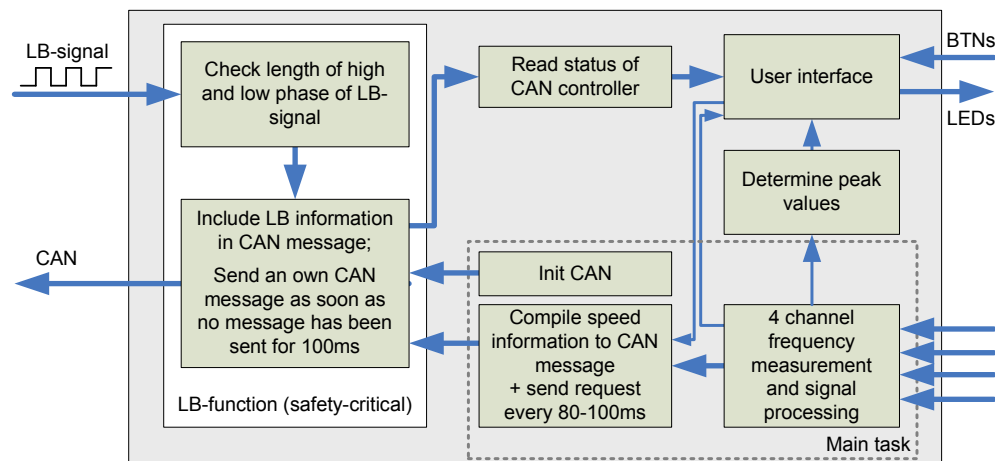 LB-signal
Check length of high
and low phase of LB-
signal
Read status of
CAN controller
User interface
BTNs
LEDs
Determine peak
values
Include LB information
in CAN message;
Send an own CAN
message as soon as
no message has been
sent for 100ms
CAN
Init CAN
Compile speed
information to CAN
message
+ send request
every 80-100ms
4 channel
frequency
measurement
and signal
processing
LB-function (safety-critical)
Main task